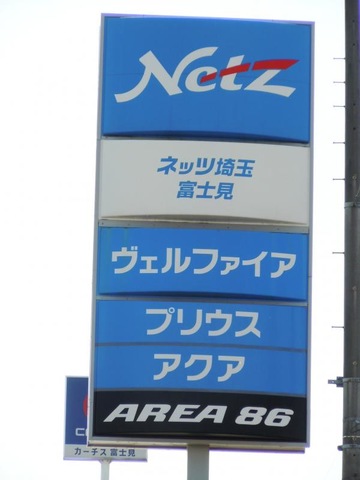 Netz
ネッツ埼玉
富士見
ヴェルファイア
プリウス
アクア
AREA 86
カーチス 富士見